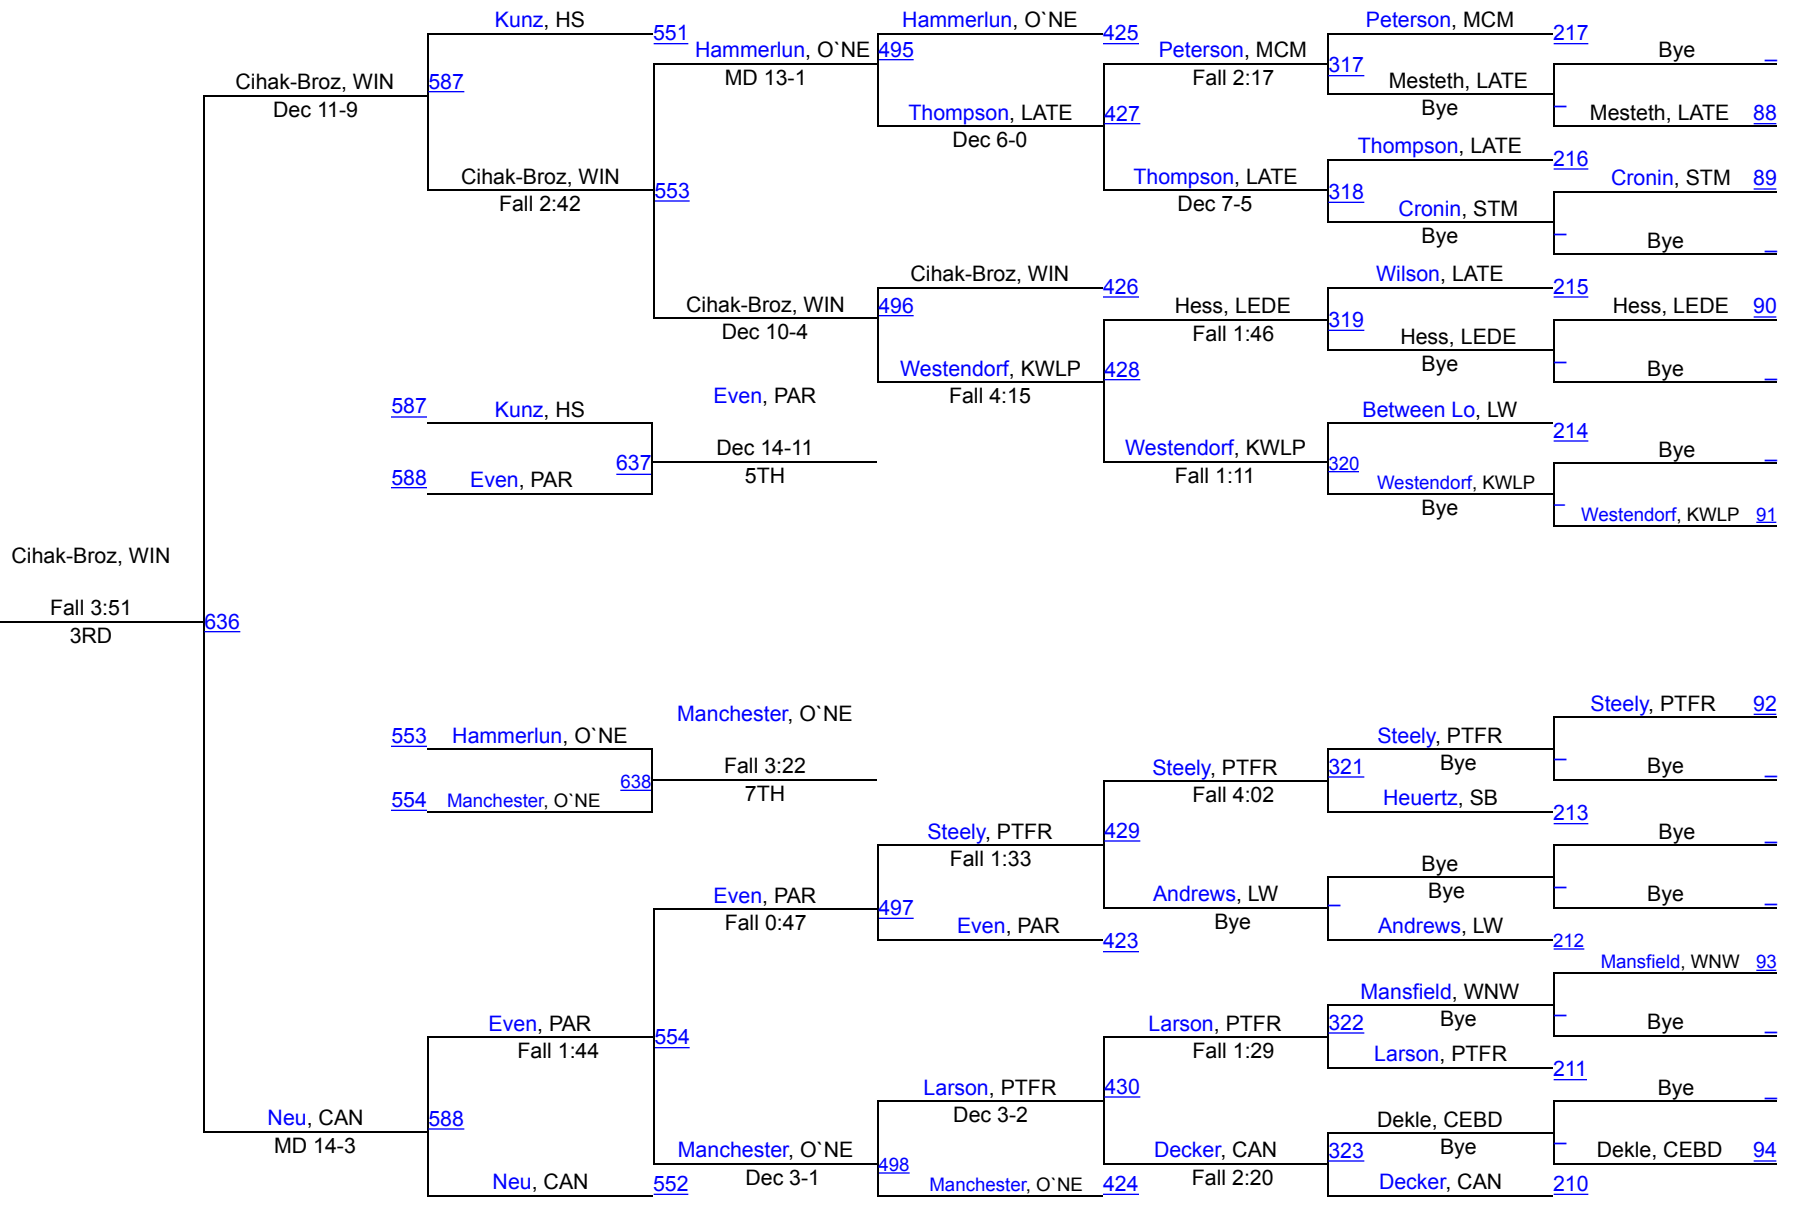 Kunz, HS
551
Cihak-Broz, WIN
587
Dec 11-9
Cihak-Broz, WIN
Fall 2:42
553
Hammerlun, O`NE
495
MD 13-1
Hammerlun, O`NE
425
Thompson, LATE
427
Dec 6-0
Peterson, MCM
317
Fall 2:17
Peterson, MCM
217
Mesteth, LATE
Bye
Bye
Mesteth, LATE 88
Thompson, LATE
318
Dec 7-5
Thompson, LATE
216
Cronin, STM
Bye
Cronin, STM 89
Bye
Cihak-Broz, WIN
496
Dec 10-4
Cihak-Broz, WIN
426
Westendorf, KWLP
428
Fall 4:15
Hess, LEDE
319
Fall 1:46
Wilson, LATE
215
Hess, LEDE
Bye
Hess, LEDE 90
Bye
Westendorf, KWLP
320
Fall 1:11
Between Lo, LW
214
Westendorf, KWLP
Bye
Bye
Westendorf, KWLP 91
587 Kunz, HS
588 Even, PAR
637
Even, PAR
Dec 14-11
5TH
Cihak-Broz, WIN
Fall 3:51
636
3RD
553 Hammerlun, O`NE
554 Manchester, O`NE
638
Manchester, O`NE
Fall 3:22
7TH
Steely, PTFR
321
Fall 4:02
Steely, PTFR
Bye
Steely, PTFR 92
Bye
Heuertz, SB
213
Steely, PTFR
429
Fall 1:33
Andrews, LW
Bye
Bye
Bye
Bye
Bye
Andrews, LW
212
Even, PAR
497
Fall 0:47
Even, PAR
423
Even, PAR
554
Fall 1:44
Larson, PTFR
322
Fall 1:29
Mansfield, WNW
Bye
Mansfield, WNW 93
Bye
Larson, PTFR
211
Larson, PTFR
430
Dec 3-2
Neu, CAN
588
MD 14-3
Manchester, O`NE
498
Dec 3-1
Decker, CAN
323
Fall 2:20
Dekle, CEBD
Bye
Bye
Dekle, CEBD 94
Neu, CAN
552
Manchester, O`NE
424
Decker, CAN
210